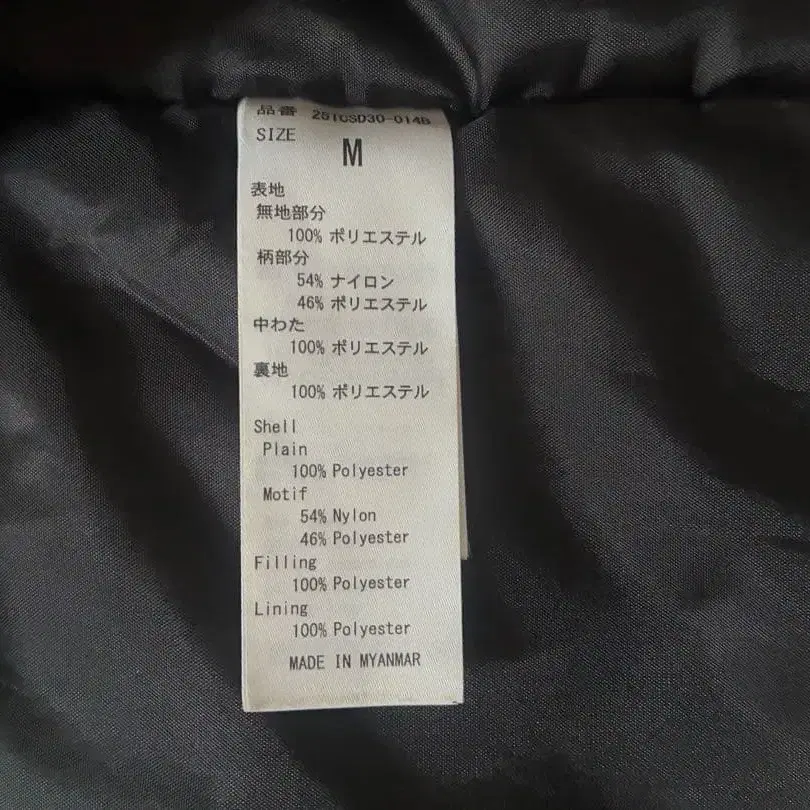 品番 251CSD30-014B
SIZE M
表地
無地部分
100% ポリエステル
柄部分
54% ナイロン
46% ポリエステル
中わた
100% ポリエステル
裏地
100% ポリエステル
Shell
Plain
100% Polyester
Motif
54% Nylon
46% Polyester
Filling
100% Polyester
Lining
100% Polyester
MADE IN MYANMAR